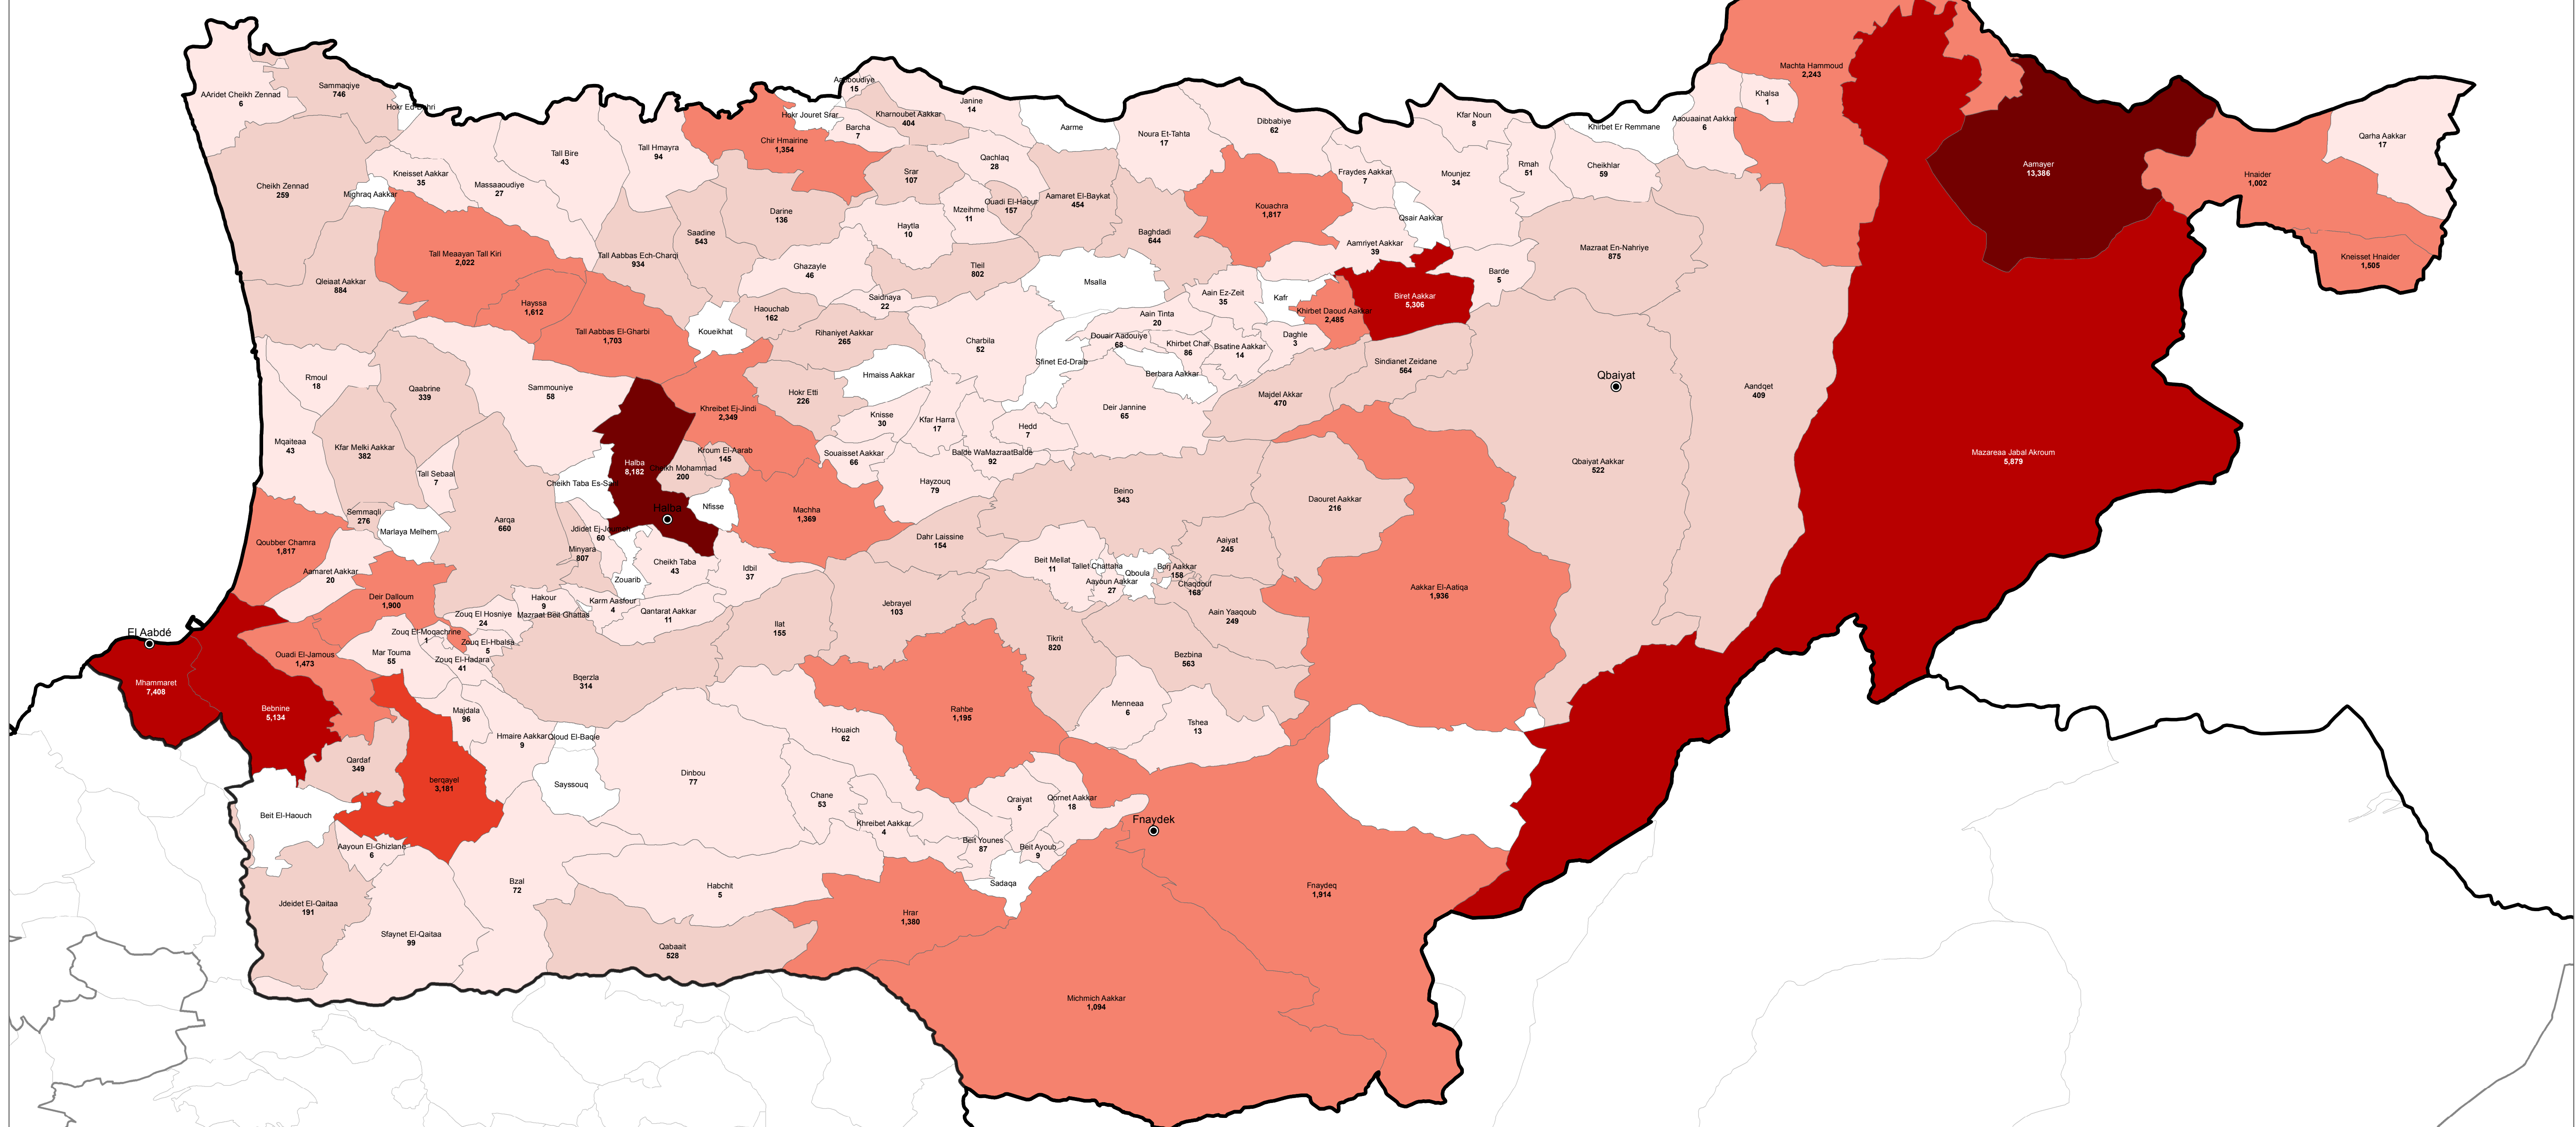 AAridet Cheikh Zennad
6
Sammaqiye
746
Hokr Ed-Dahri
Cheikh Zennad
259
Mighraq Aakkar
Kneisset Aakkar
35
Massaaoudiye
27
Tall Bire
43
Tall Hmayra
94
Chir Hmairine
1,354
Hokr Jouret Srar
Aabboudiye
15
Barcha
7
Kharnoubet Aakkar
404
Janine
14
Aarme
Noura Et-Tahta
17
Dibbabiye
62
Kfar Noun
8
Khirbet Er Remmane
Aaouaainat Aakkar
6
Khalsa
1
Machta Hammoud
2,243
Aamayer
13,386
Hnaider
1,002
Qarha Aakkar
17
Kneisset Hnaider
1,505
Mazareaa Jabal Akroum
5,879
Srar
107
Qachlaq
28
Mzeihme
11
Ouadi El-Haour
157
Aamaret El-Baykat
454
Baghdadi
644
Kouachra
1,817
Fraydes Aakkar
7
Mounjez
34
Rmah
51
Cheikhlar
59
Qsair Aakkar
Aamriyet Aakkar
39
Barde
5
Mazraat En-Nahriye
875
Qleiaat Aakkar
884
Tall Meaayan Tall Kiri
2,022
Hayssa
1,612
Tall Aabbas Ech-Charqi
934
Tall Aabbas El-Gharbi
1,703
Saadine
543
Darine
136
Haytla
10
Ghazayle
46
Tleil
802
Saidnaya
22
Koueikhat
Haouchab
162
Rihaniyet Aakkar
265
Charbila
52
Msalla
Aain Ez-Zeit
35
Kafr
Khirbet Daoud Aakkar
2,485
Biret Aakkar
5,306
Aain Tinta
20
Douair Aadouiye
68
Khirbet Char
86
Bsatine Aakkar
14
Daghle
3
Sfinet Ed-Draib
Berbara Aakkar
Sindianet Zeidane
564
Majdel Akkar
470
Qbaiyat
Qbaiyat Aakkar
522
Aandqet
409
Rmoul
18
Qaabrine
339
Sammouniye
58
Mqaiteaa
43
Kfar Melki Aakkar
382
Tall Sebaal
7
Khreibet Ej-Jindi
2,349
Hokr Etti
226
Hmaiss Aakkar
Knisse
30
Kfar Harra
17
Hedd
7
Deir Jannine
65
Halba
8,182
Kroum El-Aarab
145
Cheikh Mohammad
200
Souaisset Aakkar
66
Balde WaMazraatBalde
92
Hayzouq
79
Cheikh Taba Es-Sahl
Nfisse
Halba
Machha
1,369
Beino
343
Daouret Aakkar
216
Semmaqli
276
Marlaya Melhem
Aarqa
660
Jdidet Ej-Joumeh
60
Minyara
807
Cheikh Taba
43
Idbil
37
Dahr Laissine
154
Aaiyat
245
Qoubber Chamra
1,817
Aamaret Aakkar
20
Zouarib
Beit Mellat
11
Tallet Chattaha
Aayoun Aakkar
27
Qboula
Borj Aakkar
158
Chaqdouf
168
Aakkar El-Aatiqa
1,936
Deir Dalloum
1,900
Zouq El Hosniye
24
Hakour
9
Mazraat Beit Ghattas
Karm Aasfour
4
Qantarat Aakkar
11
Ilat
155
Jebrayel
103
Aain Yaaqoub
249
El Aabdé
Zouq El-Moqachrine
1
Zouq El-Hbalsa
5
Zouq El-Hadara
41
Mar Touma
55
Ouadi El-Jamous
1,473
Tikrit
820
Bezbina
563
Mhammaret
7,408
Bebnine
5,134
Bqerzla
314
Majdala
96
Rahbe
1,195
Menneaa
6
Tshea
13
Hmaire Aakkar
9
Qloud El-Baqie
Houaich
62
Qardaf
349
berqayel
3,181
Sayssouq
Dinbou
77
Chane
53
Qraiyat
5
Qornet Aakkar
18
Fnaydek
Beit El-Haouch
Khreibet Aakkar
4
Aayoun El-Ghizlane
6
Beit Younes
87
Beit Ayoub
9
Sadaqa
Bzal
72
Habchit
5
Fnaydeq
1,914
Jdeidet El-Qaitaa
191
Hrar
1,380
Sfaynet El-Qaitaa
99
Qabaait
528
Michmich Aakkar
1,094